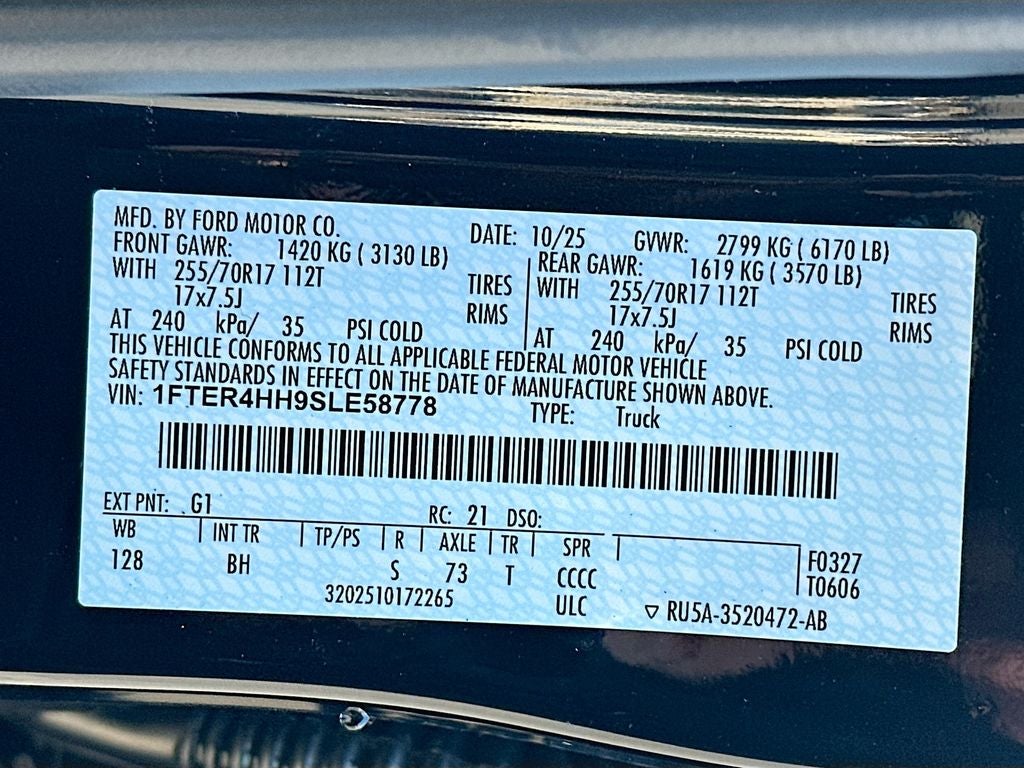 MFD. BY FORD MOTOR CO. DATE: 10/25 GVWR: 2799 KG ( 6170 LB)
FRONT GAWR: 1420 KG ( 3130 LB) REAR GAWR: 1619 KG ( 3570 LB)
WITH 255/70R17 112T TIRES WITH 255/70R17 112T TIRES
17x7.5J RIMS 17x7.5J RIMS
AT 240 kPa/ 35 PSI COLD AT 240 kPa/ 35 PSI COLD
THIS VEHICLE CONFORMS TO ALL APPLICABLE FEDERAL MOTOR VEHICLE
SAFETY STANDARDS IN EFFECT ON THE DATE OF MANUFACTURE SHOWN ABOVE.
VIN: 1FTER4HH9SLE58778 TYPE: Truck
EXT PNT: G1 RC: 21 DSO:
WB INT TR TP/PS R AXLE TR SPR F0327
128 BH S 73 T CCCC T0606
3202510172265 ULC RU5A-3520472-AB